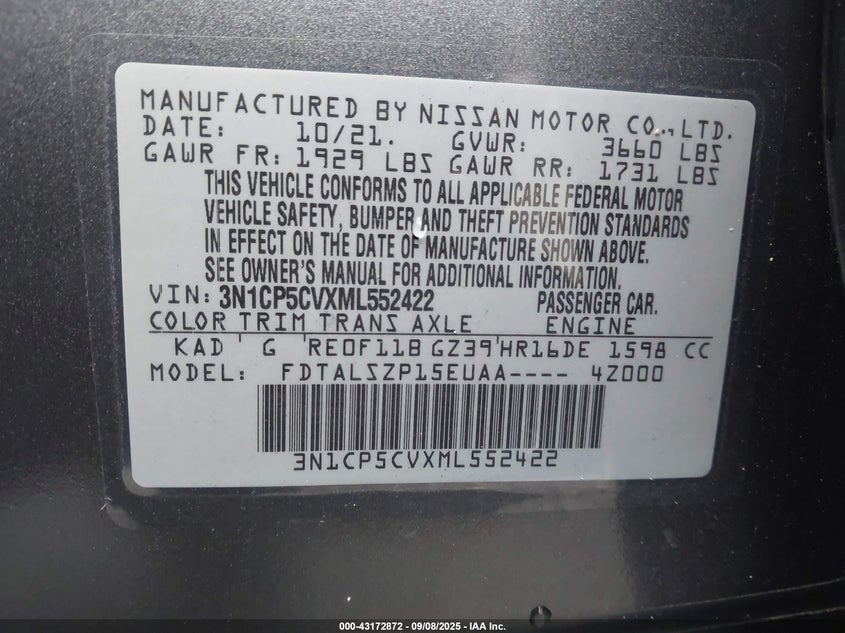 MANUFACTURED BY NISSAN MOTOR CO., LTD.
DATE: 10/21. GVWR: 3660 LBS
GAWR FR: 1929 LBS GAWR RR: 1731 LBS
THIS VEHICLE CONFORMS TO ALL APPLICABLE FEDERAL MOTOR
VEHICLE SAFETY, BUMPER AND THEFT PREVENTION STANDARDS
IN EFFECT ON THE DATE OF MANUFACTURE SHOWN ABOVE.
SEE OWNER'S MANUAL FOR ADDITIONAL INFORMATION.
VIN: 3N1CP5CVXML552422 PASSENGER CAR.
COLOR TRIM TRANS AXLE ENGINE
KAD G RE0F11B GZ39 HR16DE 1598 CC
MODEL: FDTALSZP15EUAA---- 4Z000
3N1CP5CVXML552422
000-43172872 - 09/08/2025 - IAA Inc.